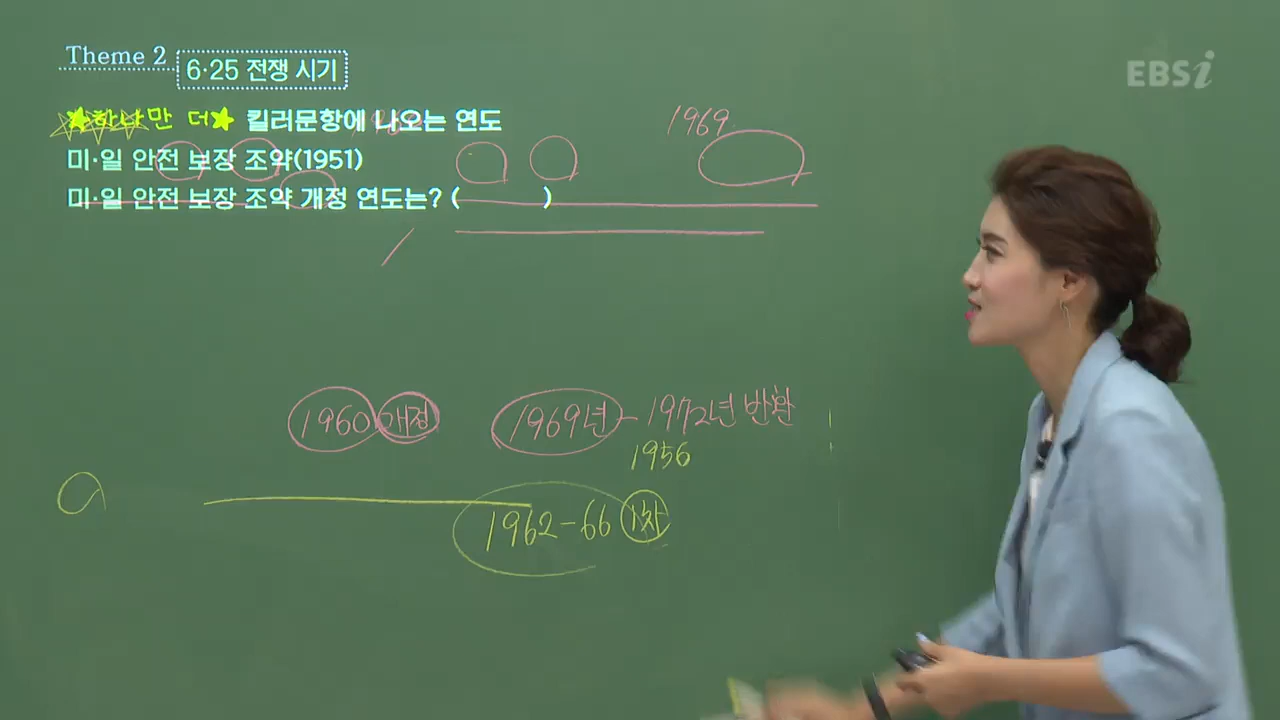 Theme 2 6·25 전쟁 시기
EBSi
★하나만 더★ 킬러문항에 나오는 연도
1969
미·일 안전 보장 조약(1951)
미·일 안전 보장 조약 개정 연도는? ( )
1960 개정 1969년-1972년 반환
1956
1962-66 1차